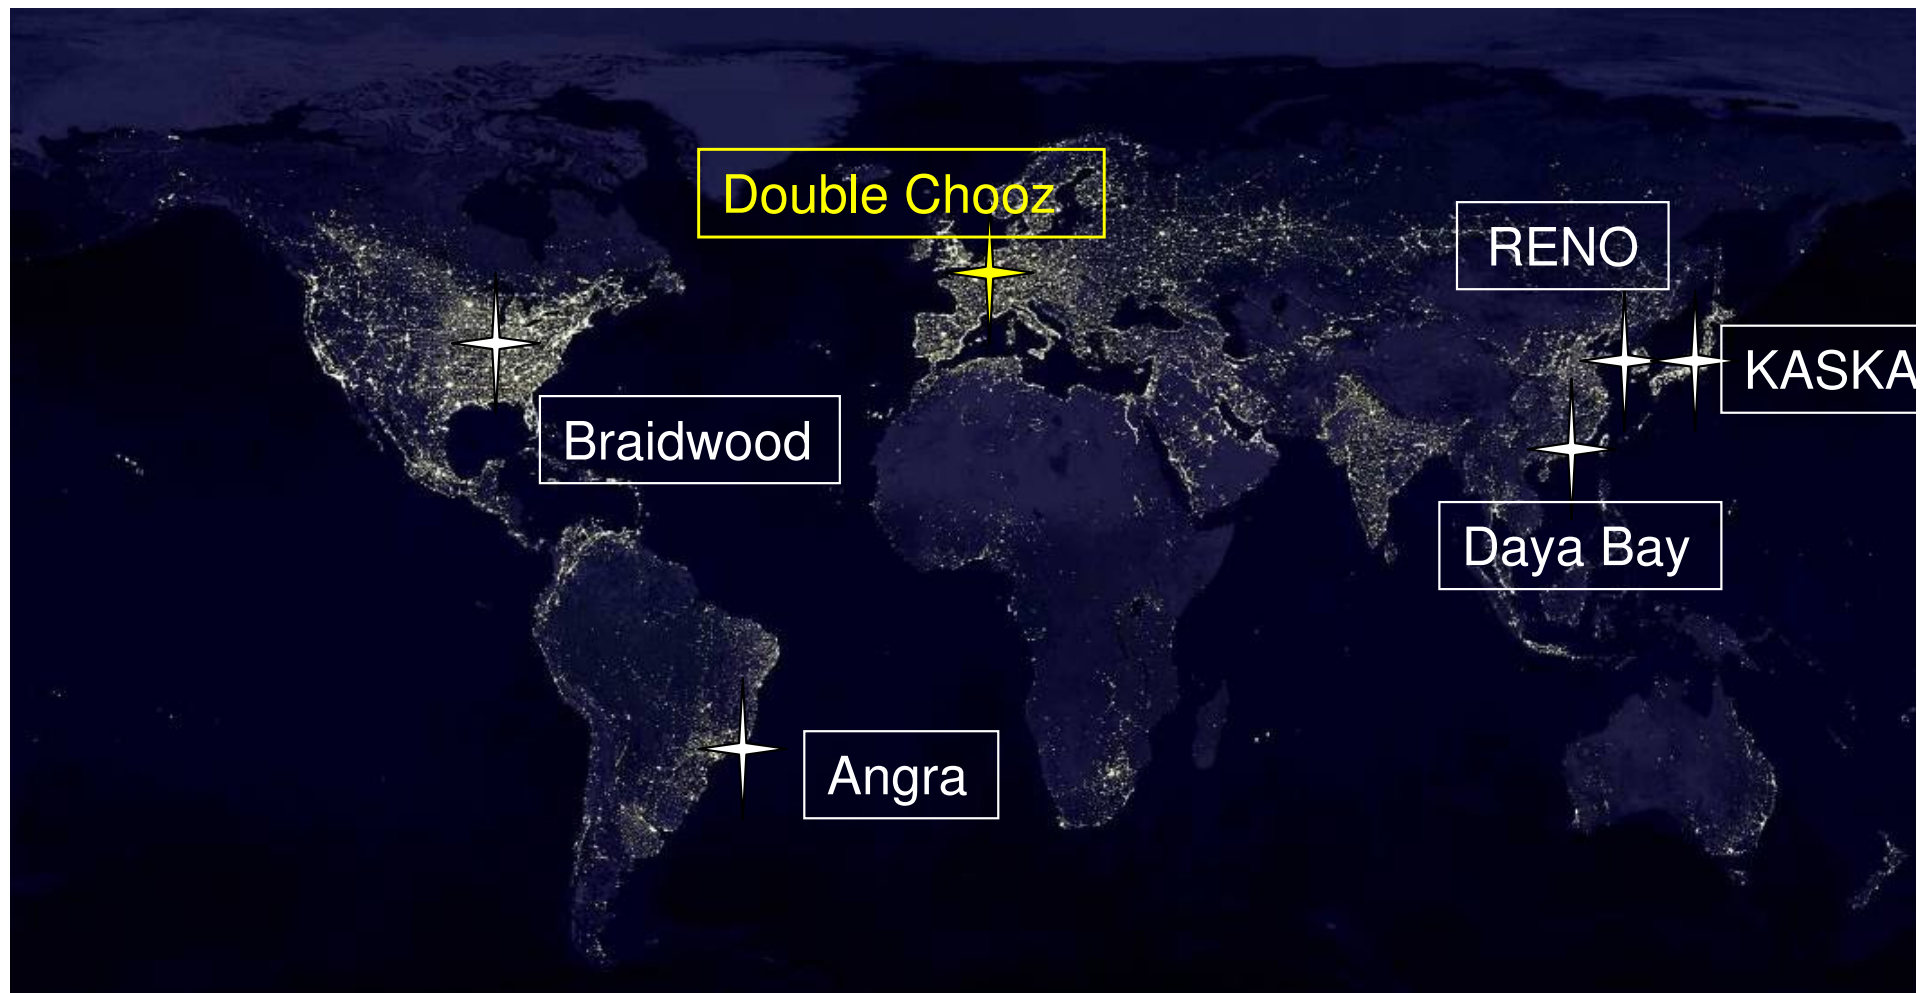 Double Chooz
RENO
KASKA
Braidwood
Daya Bay
Angra